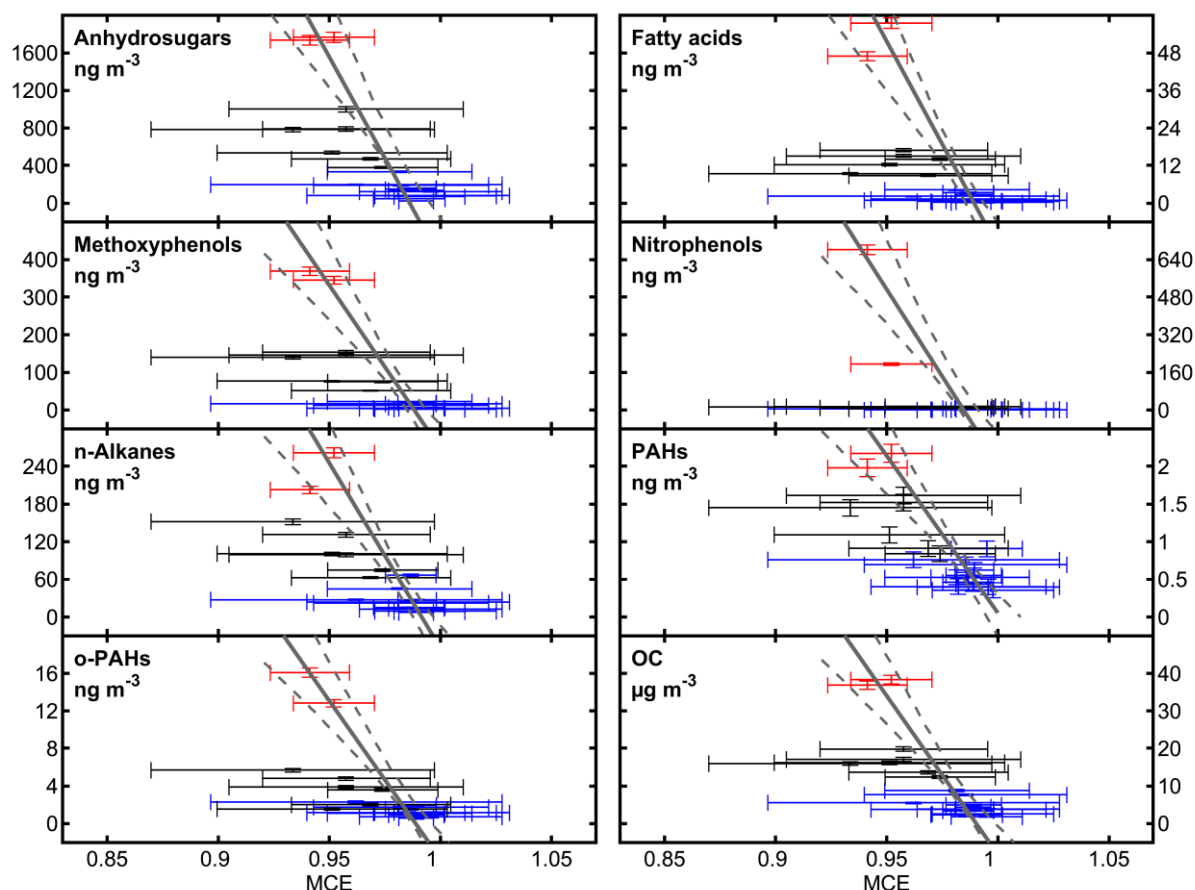 Anhydrosugars
ng m⁻³
1600
1200
800
400
0
Fatty acids
ng m⁻³
48
36
24
12
0
Methoxyphenols
ng m⁻³
400
300
200
100
0
Nitrophenols
ng m⁻³
640
480
320
160
0
n-Alkanes
ng m⁻³
240
180
120
60
0
PAHs
ng m⁻³
2
1.5
1
0.5
0
o-PAHs
ng m⁻³
16
12
8
4
0
OC
µg m⁻³
40
30
20
10
0
0.85 0.9 0.95 1 1.05
MCE
0.85 0.9 0.95 1 1.05
MCE